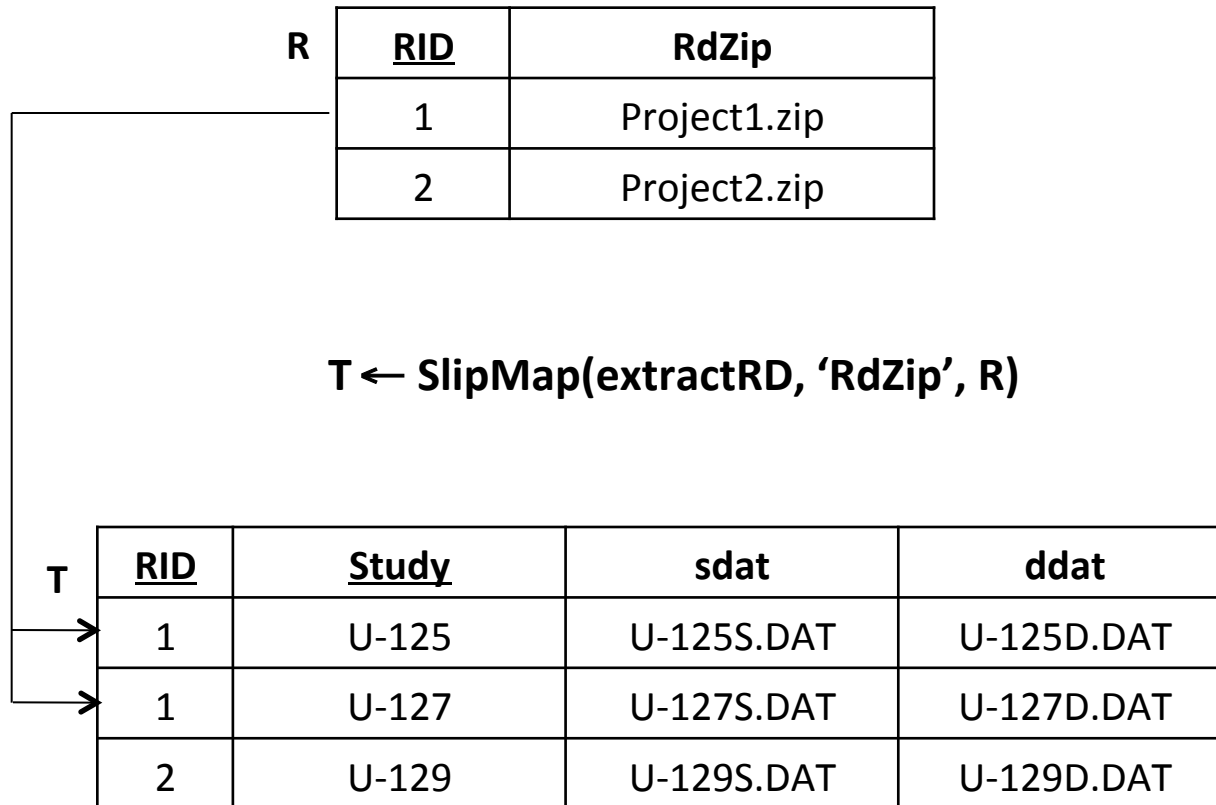 R RID RdZip
1 Project1.zip
2 Project2.zip
T ← SlipMap(extractRD, ‘RdZip’, R)
T RID Study sdat ddat
1 U-125 U-125S.DAT U-125D.DAT
1 U-127 U-127S.DAT U-127D.DAT
2 U-129 U-129S.DAT U-129D.DAT